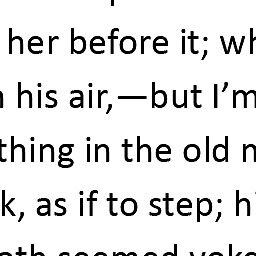 her before it; wh
his air,—but I'm
thing in the old
k, as if to step; h